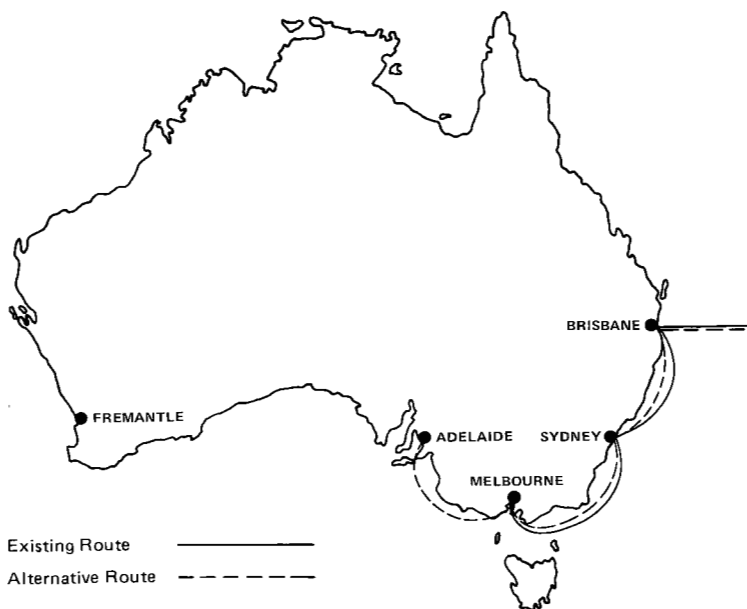 BRISBANE
FREMANTLE
ADELAIDE
SYDNEY
MELBOURNE
Existing Route
Alternative Route